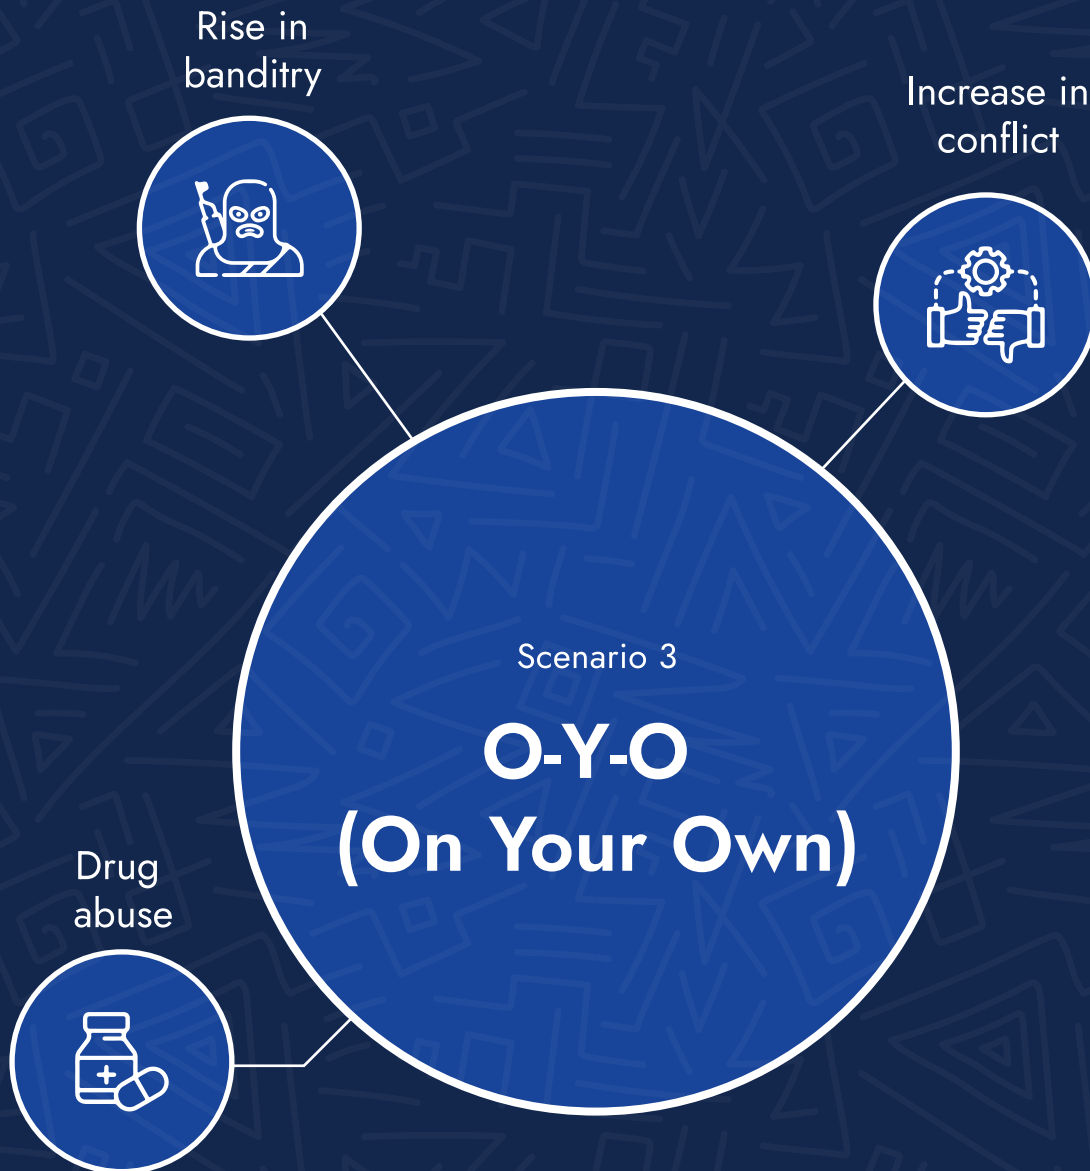 Rise in
banditry
Increase in
conflict
Scenario 3
O-Y-O
(On Your Own)
Drug
abuse